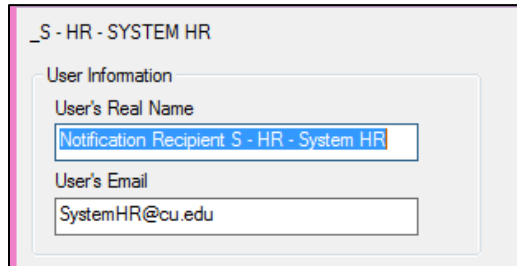 _S - HR - SYSTEM HR
User Information
User's Real Name
Notification Recipient S - HR - System HR
User's Email
SystemHR@cu.edu